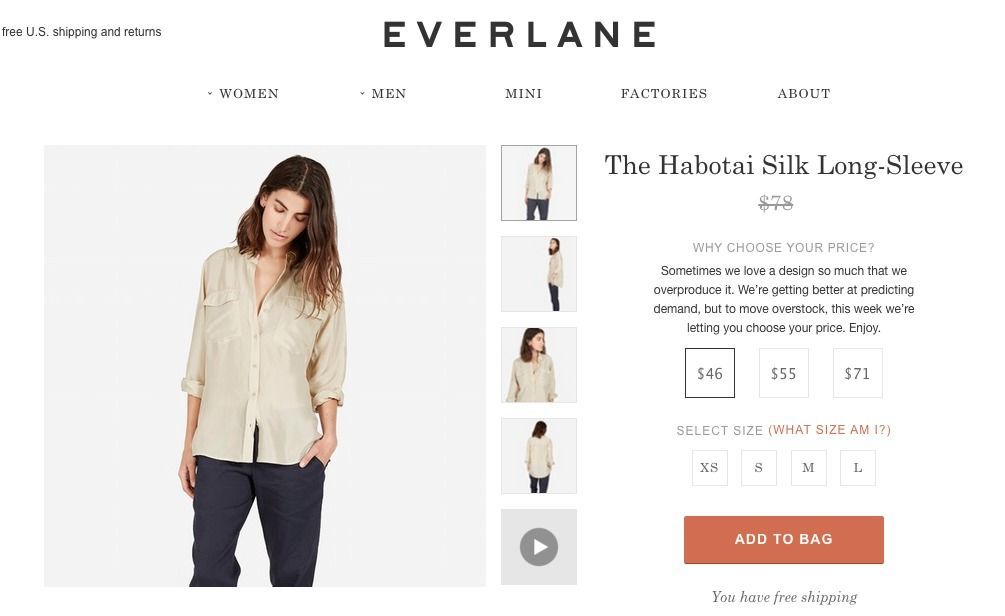 free U.S. shipping and returns
EVERLANE
WOMEN
MEN
MINI
FACTORIES
ABOUT
The Habotai Silk Long-Sleeve
$78
WHY CHOOSE YOUR PRICE?
Sometimes we love a design so much that we
overproduce it. We’re getting better at predicting
demand, but to move overstock, this week we’re
letting you choose your price. Enjoy.
$46 $55 $71
SELECT SIZE (WHAT SIZE AM I?)
XS S M L
ADD TO BAG
You have free shipping